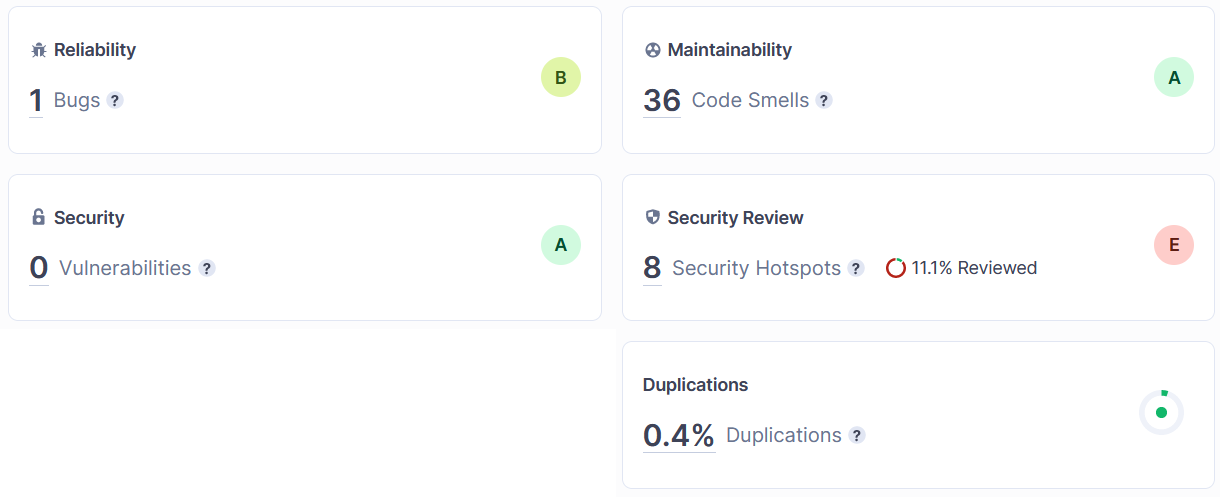 Reliability
1 Bugs ?
B
Maintainability
36 Code Smells ?
A
Security
0 Vulnerabilities ?
A
Security Review
8 Security Hotspots ? 11.1% Reviewed
E
Duplications
0.4% Duplications ?